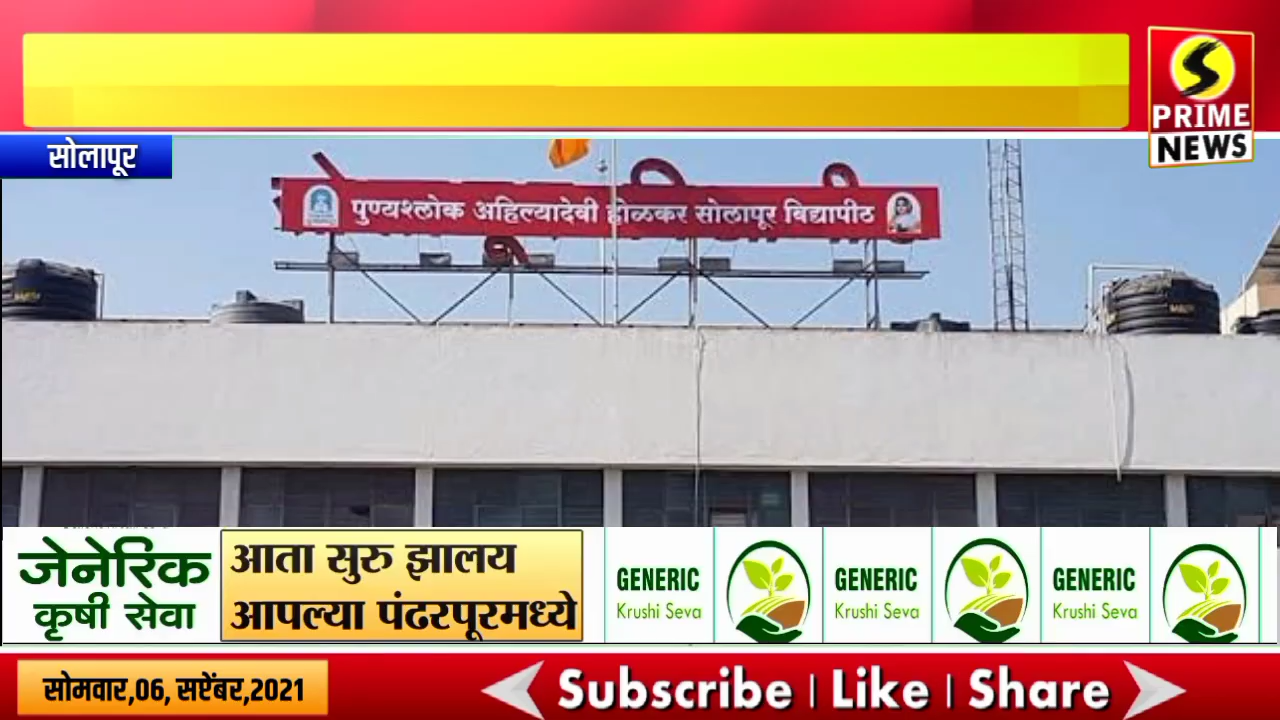 S
PRIME
NEWS
सोलापूर
पुण्यश्लोक अहिल्यादेवी होळकर सोलापूर विद्यापीठ
जेनेरिक
कृषी सेवा
आता सुरु झालय
आपल्या पंढरपूरमध्ये
GENERIC
Krushi Seva
GENERIC
Krushi Seva
GENERIC
Krushi Seva
सोमवार,06, सप्टेंबर,2021
Subscribe | Like | Share